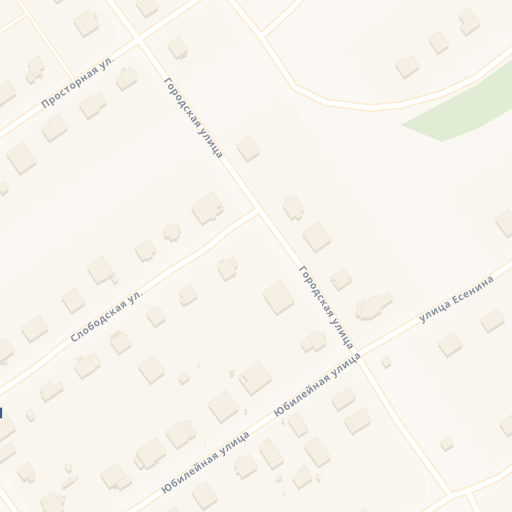 Просторная ул.
Городская улица
Слободская ул.
Городская улица
улица Есенина
Юбилейная улица
Юбилейная улица